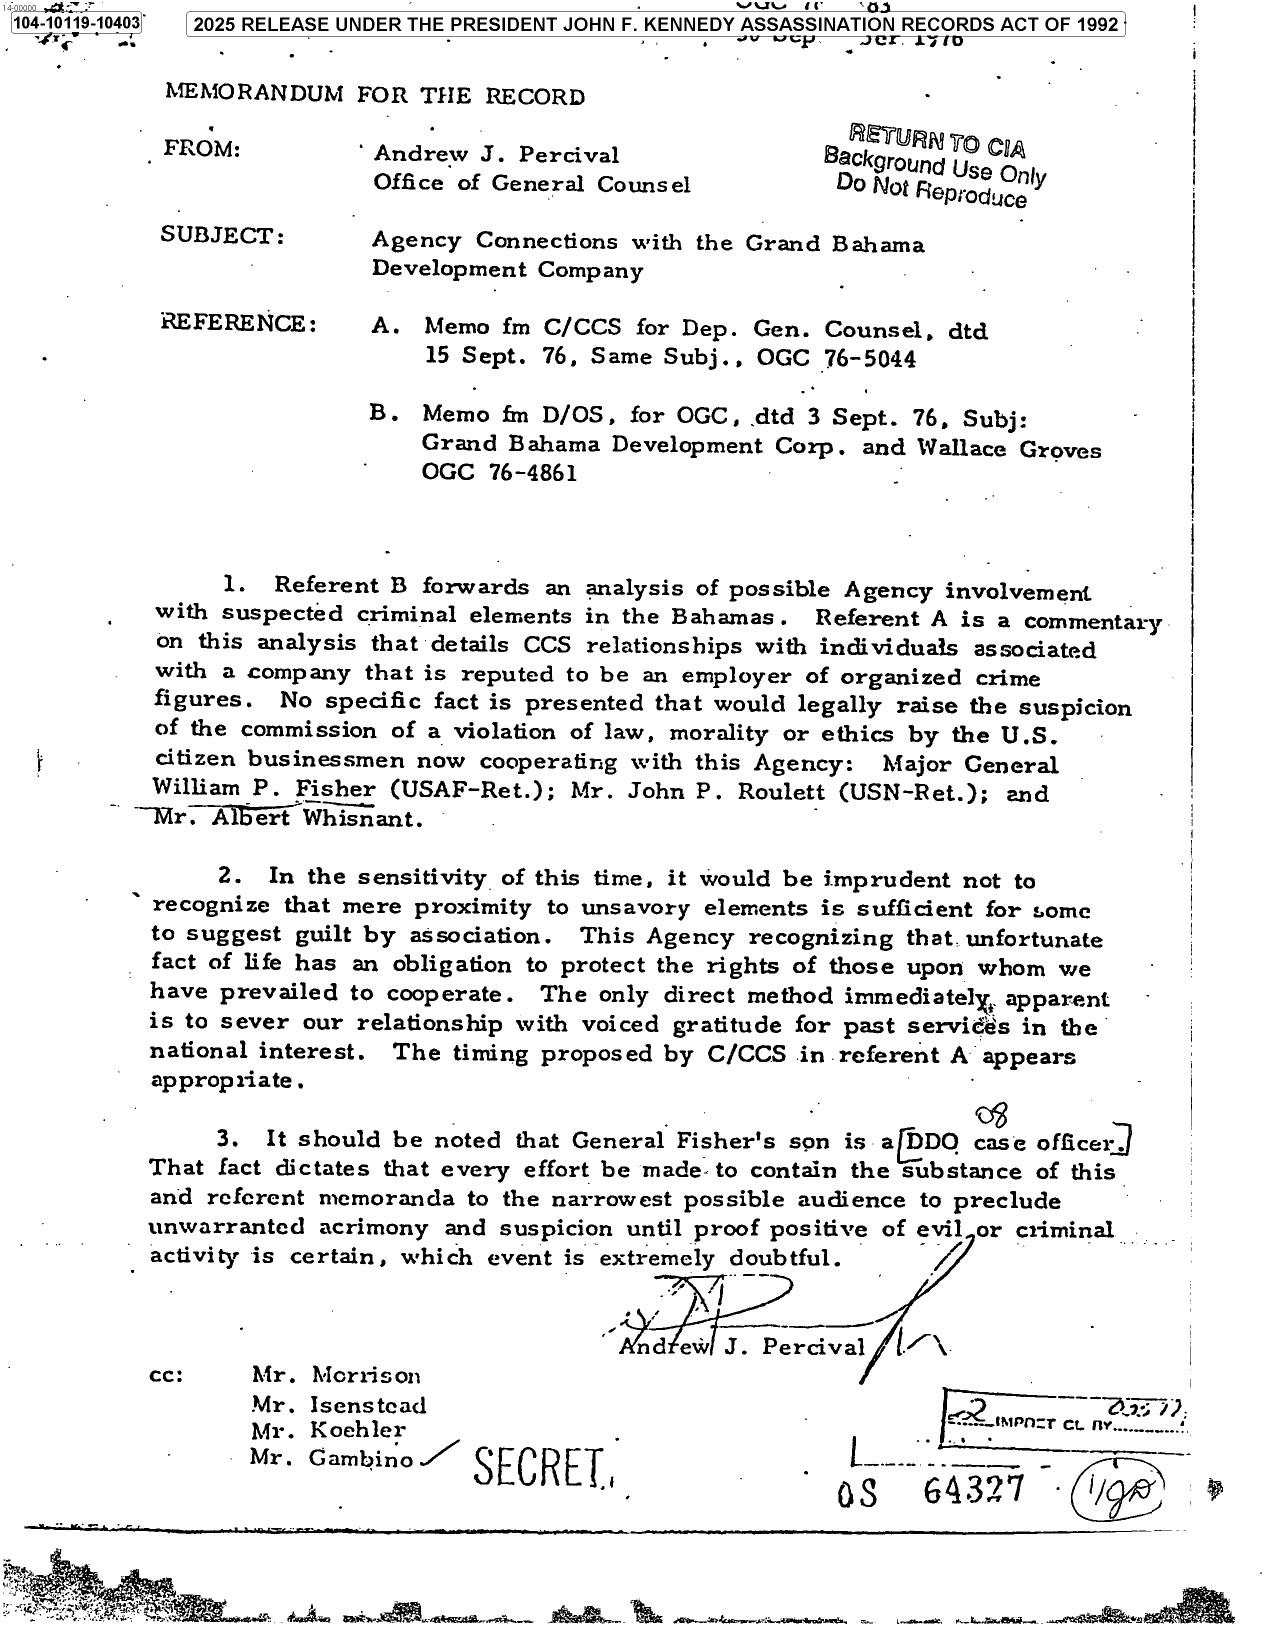 14-00000
104-10119-10403
2025 RELEASE UNDER THE PRESIDENT JOHN F. KENNEDY ASSASSINATION RECORDS ACT OF 1992
MEMORANDUM FOR THE RECORD
FROM: Andrew J. Percival
Office of General Counsel
RETURN TO CIA
Background Use Only
Do Not Reproduce
SUBJECT: Agency Connections with the Grand Bahama
Development Company
REFERENCE: A. Memo fm C/CCS for Dep. Gen. Counsel, dtd
15 Sept. 76, Same Subj., OGC 76-5044
B. Memo fm D/OS, for OGC, dtd 3 Sept. 76, Subj:
Grand Bahama Development Corp. and Wallace Groves
OGC 76-4861
1. Referent B forwards an analysis of possible Agency involvement
with suspected criminal elements in the Bahamas. Referent A is a commentary
on this analysis that details CCS relationships with individuals associated
with a company that is reputed to be an employer of organized crime
figures. No specific fact is presented that would legally raise the suspicion
of the commission of a violation of law, morality or ethics by the U.S.
citizen businessmen now cooperating with this Agency: Major General
William P. Fisher (USAF-Ret.); Mr. John P. Roulett (USN-Ret.); and
Mr. Albert Whisnant.
2. In the sensitivity of this time, it would be imprudent not to
recognize that mere proximity to unsavory elements is sufficient for some
to suggest guilt by association. This Agency recognizing that unfortunate
fact of life has an obligation to protect the rights of those upon whom we
have prevailed to cooperate. The only direct method immediately apparent
is to sever our relationship with voiced gratitude for past services in the
national interest. The timing proposed by C/CCS in referent A appears
appropriate.
08
3. It should be noted that General Fisher's son is a [DDO case officer.]
That fact dictates that every effort be made to contain the substance of this
and referent memoranda to the narrowest possible audience to preclude
unwarranted acrimony and suspicion until proof positive of evil or criminal
activity is certain, which event is extremely doubtful.
Andrew J. Percival
cc: Mr. Morrison
Mr. Isenstead
Mr. Koehler
Mr. Gambino ✓
SECRET
2 IMPDET CL BY
OS 64327